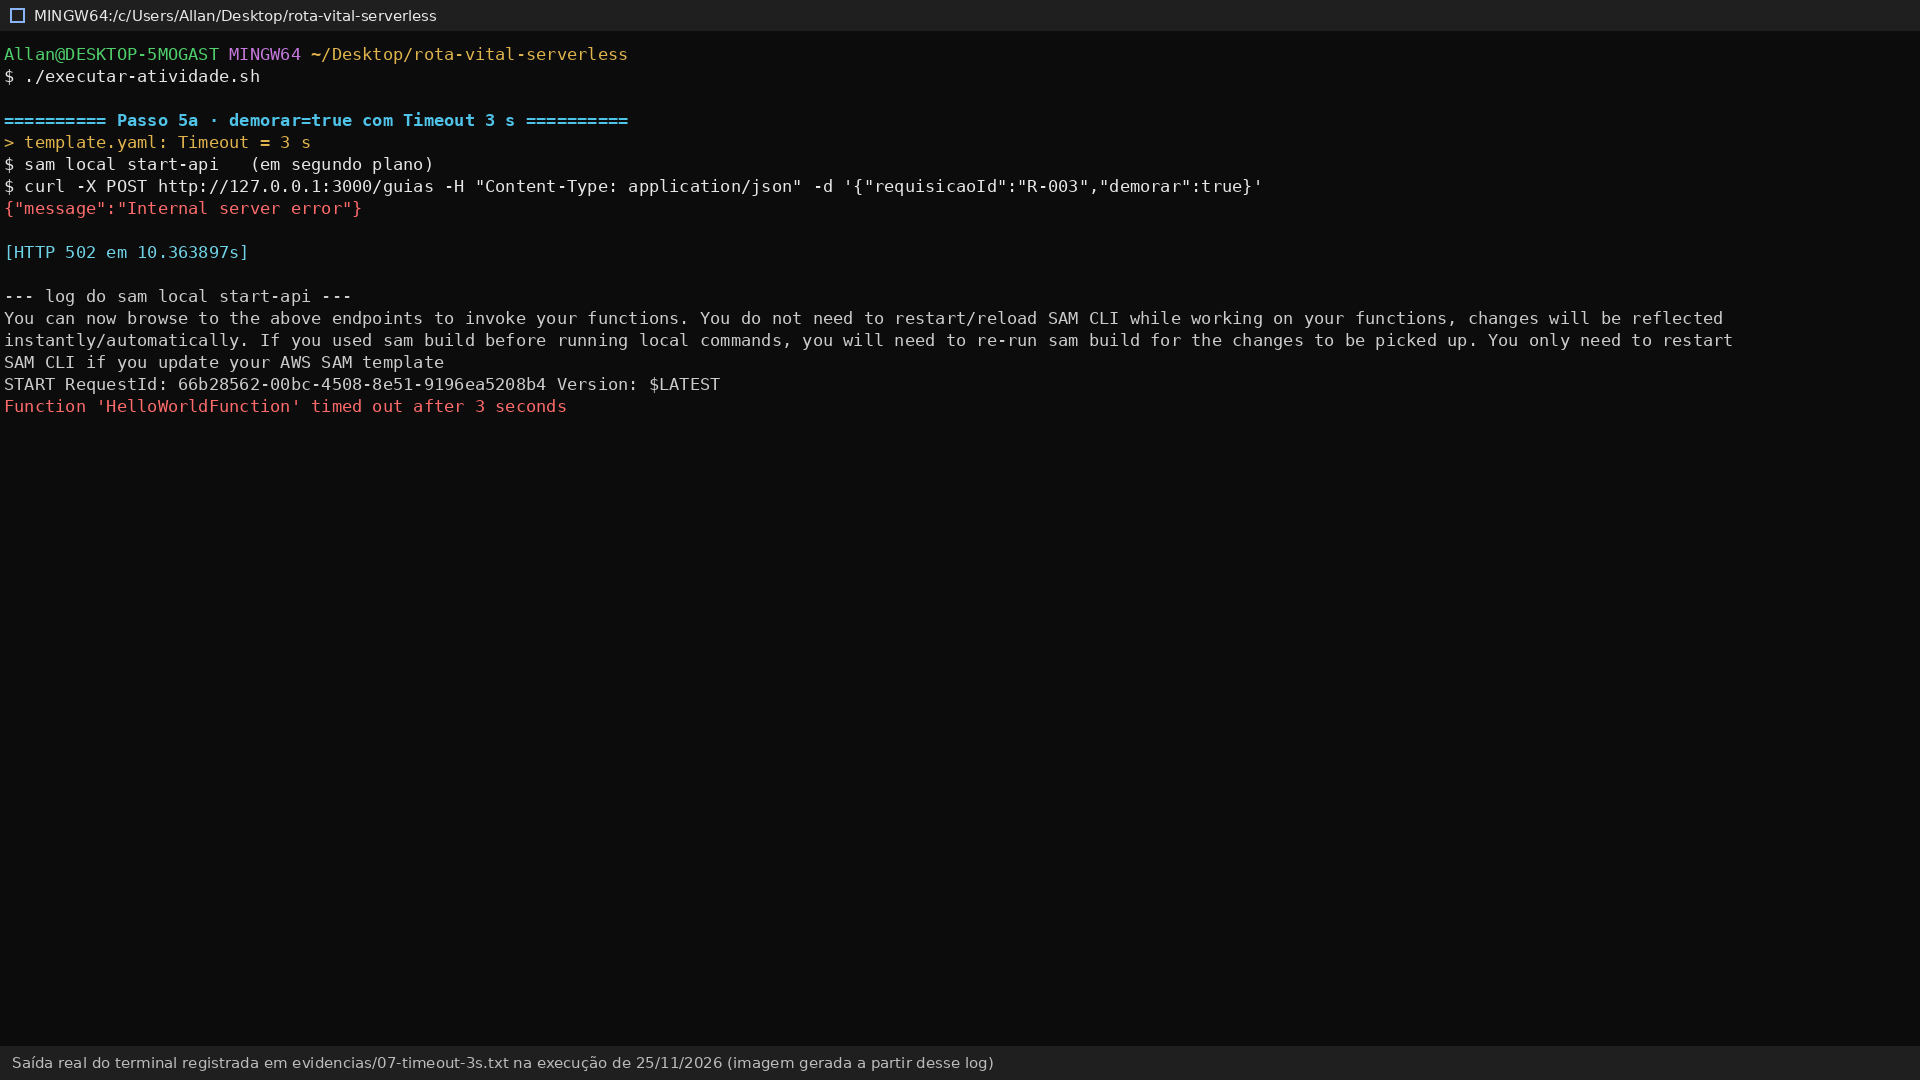 MINGW64:/c/Users/Allan/Desktop/rota-vital-serverless
Allan@DESKTOP-5MOGAST MINGW64 ~/Desktop/rota-vital-serverless
$ ./executar-atividade.sh
========== Passo 5a · demorar=true com Timeout 3 s ==========
> template.yaml: Timeout = 3 s
$ sam local start-api   (em segundo plano)
$ curl -X POST http://127.0.0.1:3000/guias -H "Content-Type: application/json" -d '{"requisicaoId":"R-003","demorar":true}'
{"message":"Internal server error"}
[HTTP 502 em 10.363897s]
--- log do sam local start-api ---
You can now browse to the above endpoints to invoke your functions. You do not need to restart/reload SAM CLI while working on your functions, changes will be reflected
instantly/automatically. If you used sam build before running local commands, you will need to re-run sam build for the changes to be picked up. You only need to restart
SAM CLI if you update your AWS SAM template
START RequestId: 66b28562-00bc-4508-8e51-9196ea5208b4 Version: $LATEST
Function 'HelloWorldFunction' timed out after 3 seconds
Saída real do terminal registrada em evidencias/07-timeout-3s.txt na execução de 25/11/2026 (imagem gerada a partir desse log)